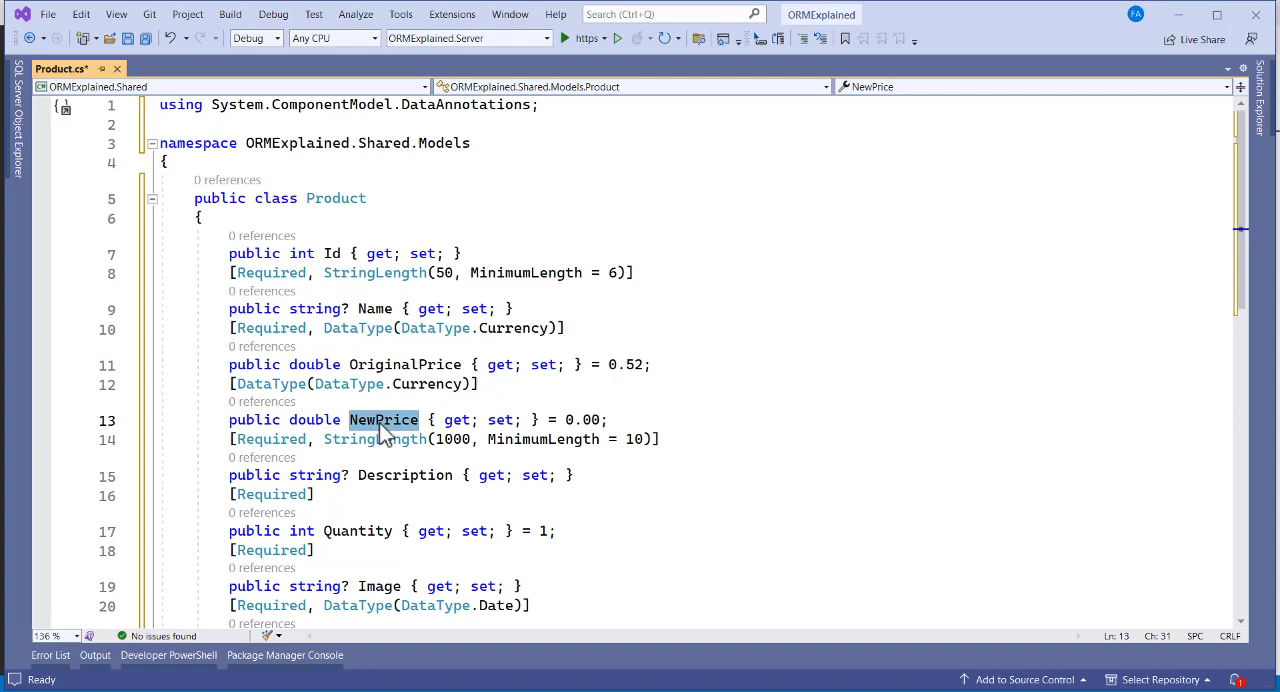 File Edit View Git Project Build Debug Test Analyze Tools Extensions Window Help Search (Ctrl+Q) ORMExplained FA
Debug Any CPU ORMExplained.Server https Live Share
Product.cs*
ORMExplained.Shared ORMExplained.Shared.Models.Product NewPrice
SQL Server Object Explorer
Solution Explorer
1 using System.ComponentModel.DataAnnotations;
2
3 namespace ORMExplained.Shared.Models
4 {
0 references
5 public class Product
6 {
0 references
7 public int Id { get; set; }
8 [Required, StringLength(50, MinimumLength = 6)]
0 references
9 public string? Name { get; set; }
10 [Required, DataType(DataType.Currency)]
0 references
11 public double OriginalPrice { get; set; } = 0.52;
12 [DataType(DataType.Currency)]
0 references
13 public double NewPrice { get; set; } = 0.00;
14 [Required, StringLength(1000, MinimumLength = 10)]
0 references
15 public string? Description { get; set; }
16 [Required]
0 references
17 public int Quantity { get; set; } = 1;
18 [Required]
0 references
19 public string? Image { get; set; }
20 [Required, DataType(DataType.Date)]
0 references
136 % No issues found Ln: 13 Ch: 31 SPC CRLF
Error List Output Developer PowerShell Package Manager Console
Ready Add to Source Control Select Repository 1